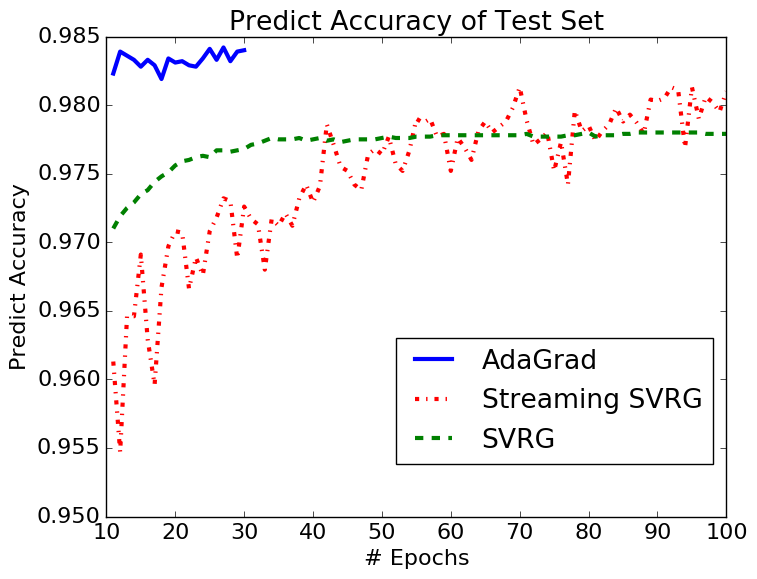 Predict Accuracy of Test Set
0.985
0.980
0.975
0.970
0.965
0.960
0.955
0.950
Predict Accuracy
AdaGrad
Streaming SVRG
SVRG
10 20 30 40 50 60 70 80 90 100
# Epochs